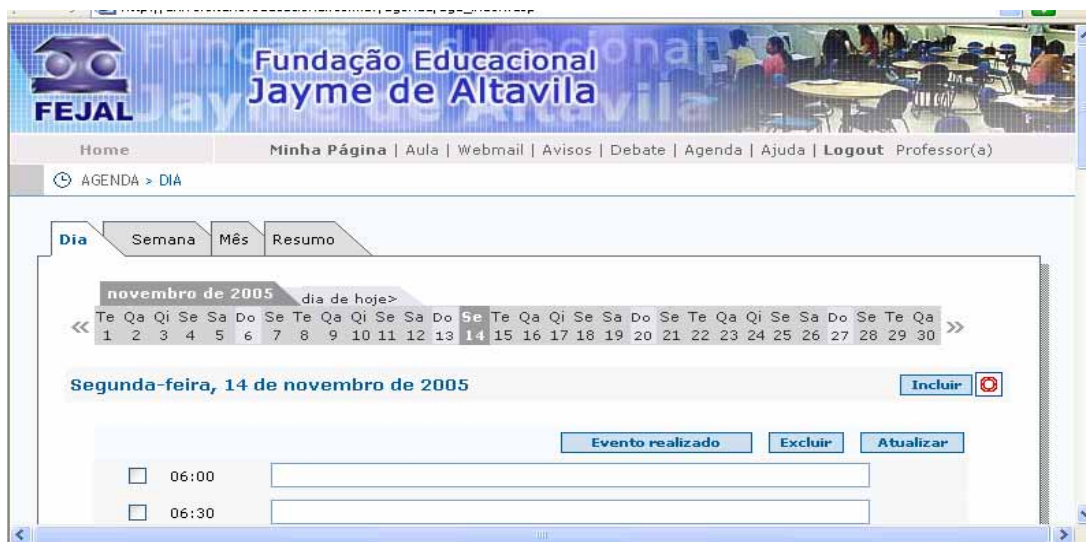 Fundação Educacional
Jayme de Altavila
FEJAL
Home Minha Página | Aula | Webmail | Avisos | Debate | Agenda | Ajuda | Logout Professor(a)
AGENDA > DIA
Dia Semana Mês Resumo
novembro de 2005 dia de hoje>
Te Qa Qi Se Sa Do Se Te Qa Qi Se Sa Do Se Te Qa Qi Se Sa Do Se Te Qa Qi Se Sa Do Se Te Qa
<< 1 2 3 4 5 6 7 8 9 10 11 12 13 14 15 16 17 18 19 20 21 22 23 24 25 26 27 28 29 30 >>
Segunda-feira, 14 de novembro de 2005 Incluir
Evento realizado Excluir Atualizar
06:00
06:30